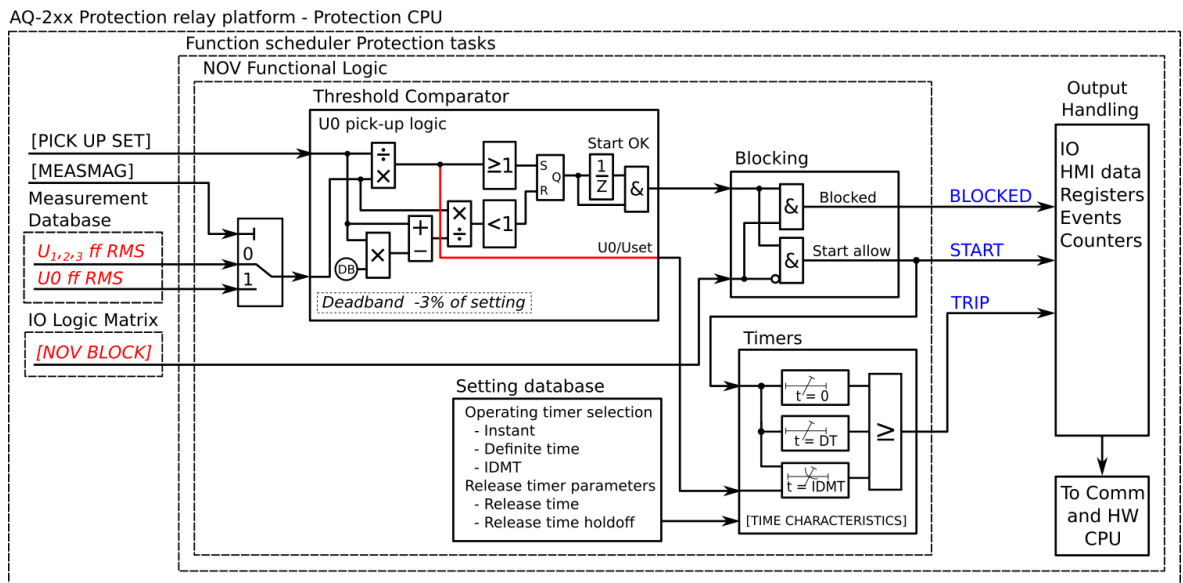 AQ-2xx Protection relay platform - Protection CPU
Function scheduler Protection tasks
NOV Functional Logic
Threshold Comparator
U0 pick-up logic
[PICK UP SET]
[MEASMAG]
Measurement
Database
U1,2,3 ff RMS
U0 ff RMS
IO Logic Matrix
[NOV BLOCK]
0
1
÷
×
≥1
S
R
Q
Start OK
1
Z
&
×
÷
<1
+
−
×
DB
U0/Uset
Deadband -3% of setting
Blocking
&
Blocked
&
Start allow
BLOCKED
START
TRIP
Output
Handling
IO
HMI data
Registers
Events
Counters
To Comm
and HW
CPU
Setting database
Operating timer selection
- Instant
- Definite time
- IDMT
Release timer parameters
- Release time
- Release time holdoff
Timers
t = 0
t = DT
t = IDMT
≥
[TIME CHARACTERISTICS]